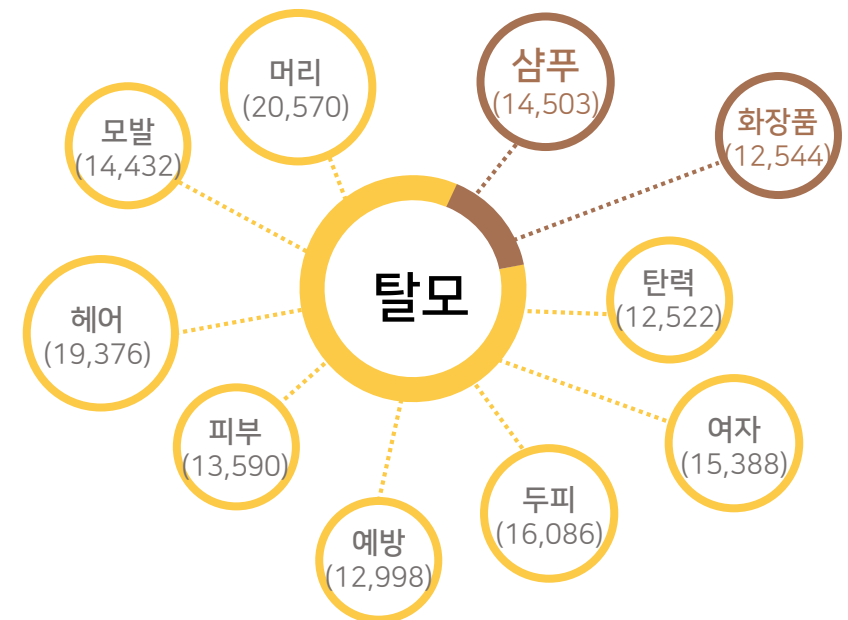 머리
(20,570)
샴푸
(14,503)
화장품
(12,544)
모발
(14,432)
탈모
탄력
(12,522)
헤어
(19,376)
피부
(13,590)
여자
(15,388)
두피
(16,086)
예방
(12,998)